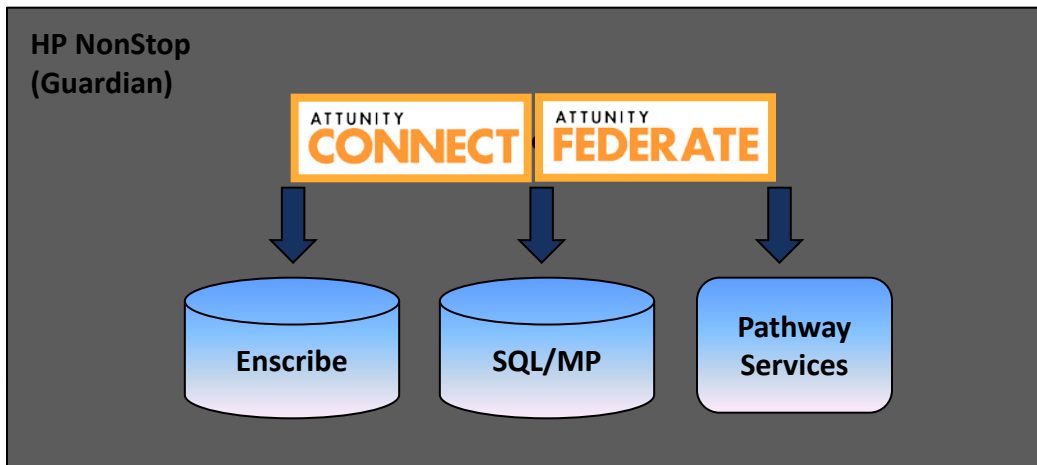 HP NonStop
(Guardian)
ATTUNITY
CONNECT
ATTUNITY
FEDERATE
Enscribe
SQL/MP
Pathway
Services